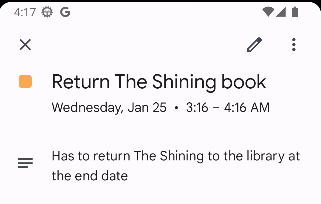 4:17
Return The Shining book
Wednesday, Jan 25 • 3:16 – 4:16 AM
Has to return The Shining to the library at
the end date